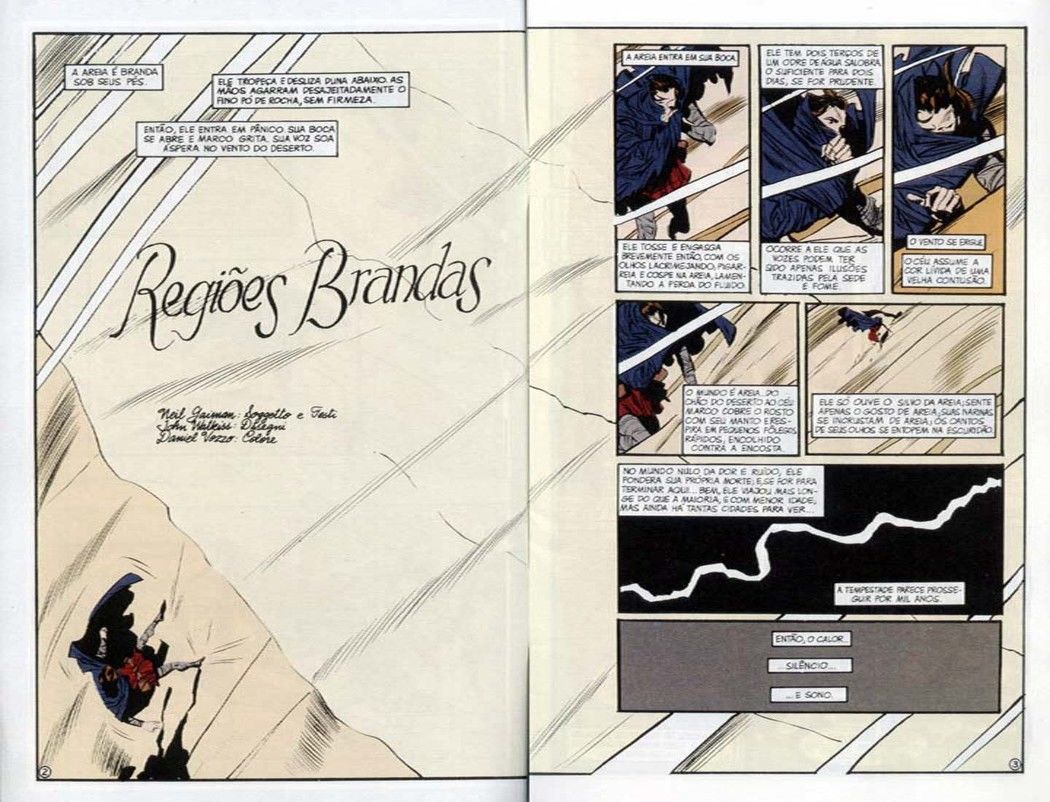 A AREIA É BRANDA
SOB SEUS PÉS.
ELE TROPEÇA E DESLIZA DUNA ABAIXO. AS
MÃOS AGARRAM DESAJEITADAMENTE O
FINO PÓ DE ROCHA, SEM FIRMEZA.
ENTÃO, ELE ENTRA EM PÂNICO. SUA BOCA
SE ABRE E MARCO GRITA. SUA VOZ SOA
ÁSPERA NO VENTO DO DESERTO.
Regiões Brandas
Neil Gaiman: Soggetto e Testi
John Watkiss: Disegni
Daniel Vozzo: Colore
2
A AREIA ENTRA EM SUA BOCA.
ELE TOSSE E ENGASGA
BREVEMENTE ENTÃO, COM OS
OLHOS LACRIMEJANDO, PIGAR-
REIA E COSPE NA AREIA, LAMEN-
TANDO A PERDA DO FLUÍDO.
ELE TEM DOIS TERÇOS DE
UM ODRE DE ÁGUA SALOBRA.
O SUFICIENTE PARA DOIS
DIAS, SE FOR PRUDENTE.
OCORRE A ELE QUE AS
VOZES PODEM TER
SIDO APENAS ILUSÕES
TRAZIDAS PELA SEDE
E FOME.
O VENTO SE ERGUE.
O CÉU ASSUME A
COR LÍVIDA DE UMA
VELHA CONTUSÃO.
O MUNDO É AREIA...DO
CHÃO DO DESERTO AO CÉU.
MARCO COBRE O ROSTO
COM SEU MANTO E RES-
PIRA EM PEQUENOS FÔLEGOS
RÁPIDOS, ENCOLHIDO
CONTRA A ENCOSTA.
ELE SÓ OUVE O SILVO DA AREIA; SENTE
APENAS O GOSTO DE AREIA; SUAS NARINAS
SE INCRUSTAM DE AREIA; OS CANTOS
DE SEUS OLHOS SE ENTOPEM NA ESCURIDÃO.
NO MUNDO NULO DA DOR E RUÍDO, ELE
PONDERA SUA PRÓPRIA MORTE; E, SE FOR PARA
TERMINAR AQUI... BEM, ELE VIAJOU MAIS LON-
GE DO QUE A MAIORIA, E COM MENOR IDADE,
MAS AINDA HÁ TANTAS CIDADES PARA VER...
A TEMPESTADE PARECE PROSSE-
GUIR POR MIL ANOS.
ENTÃO, O CALOR...
...SILÊNCIO...
...E SONO.
3